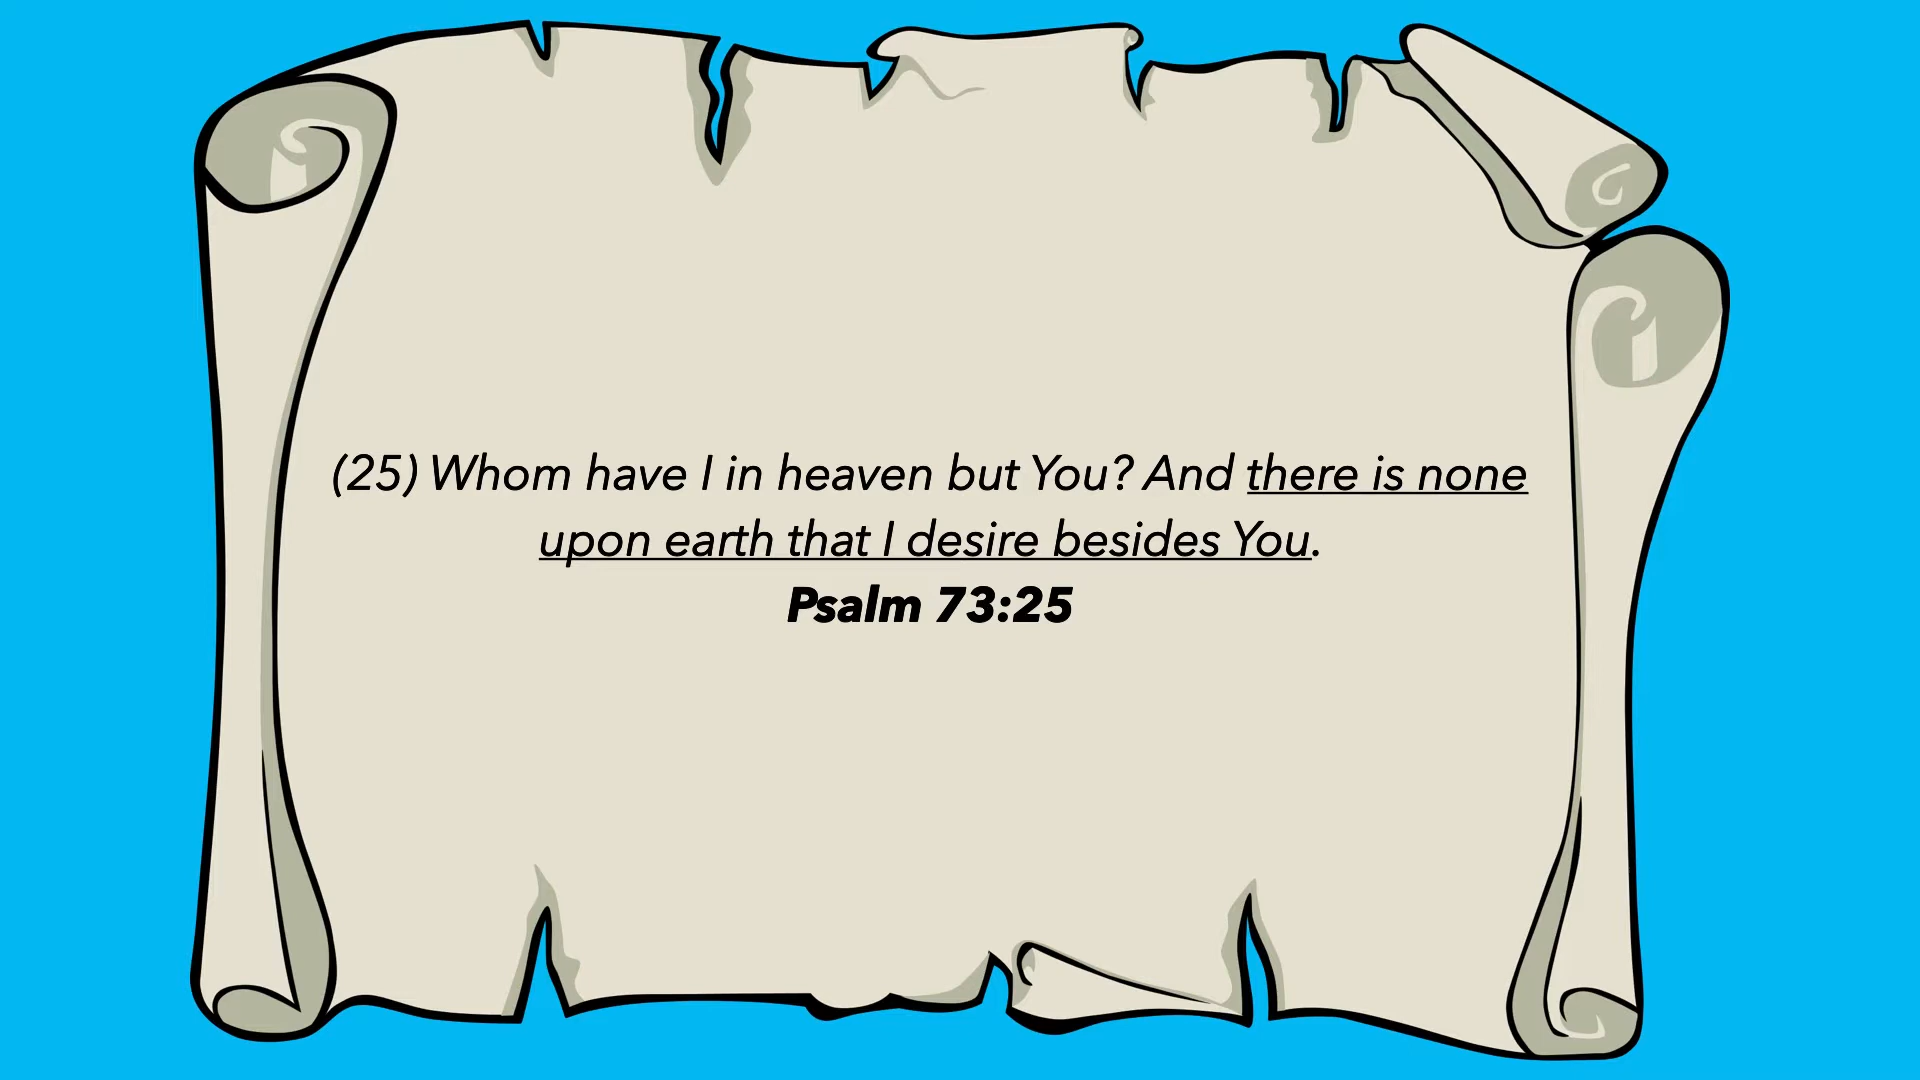 (25) Whom have I in heaven but You? And there is none
upon earth that I desire besides You.
Psalm 73:25